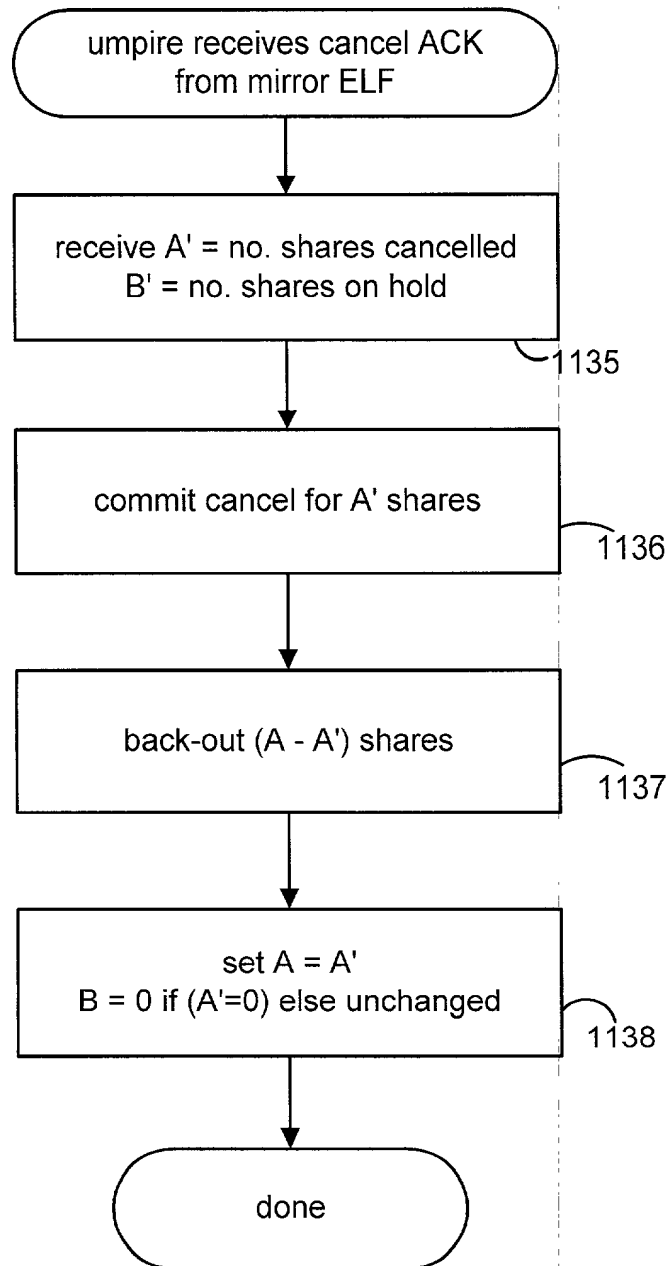 umpire receives cancel ACK
from mirror ELF
receive A' = no. shares cancelled
B' = no. shares on hold
1135
commit cancel for A' shares
1136
back-out (A - A') shares
1137
set A = A'
B = 0 if (A'=0) else unchanged
1138
done